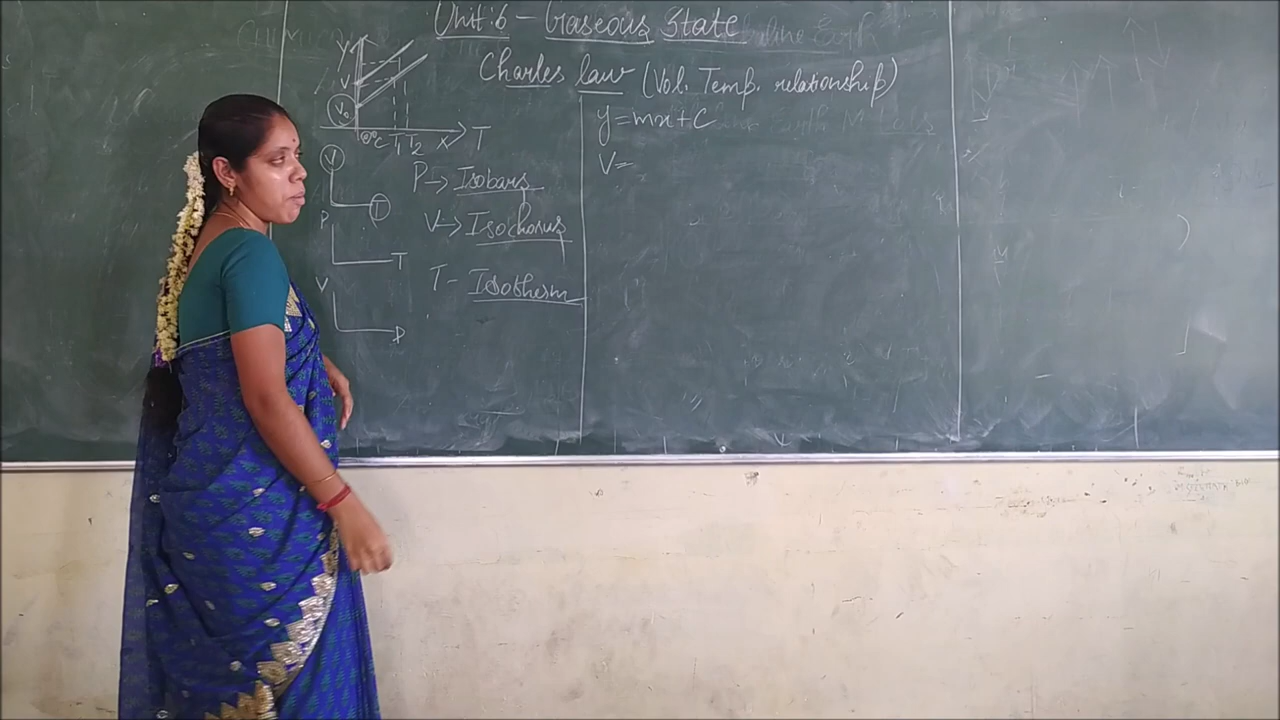 Unit: 6 - Gaseous State
Charles law (Vol. Temp. relationship)
y
V
V₀
0°C T₁ T₂ x T
y=mx+C
V=
V
T
P → Isobars
P
T
V → Isochorus
V
P
T - Isotherm